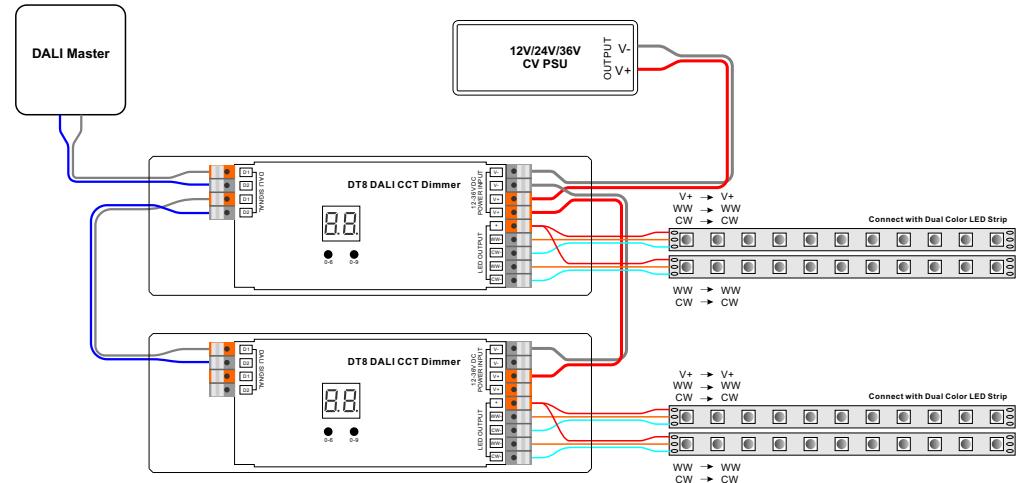 DALI Master
12V/24V/36V
CV PSU
OUTPUT
V-
V+
DT8 DALI CCT Dimmer
D1
D2
D1
D2
DALI SIGNAL
0-6
0-9
12-36VDC
POWER INPUT
LED OUTPUT
V-
V-
V+
V+
+
WW-
CW-
WW-
CW-
V+ → V+
WW → WW
CW → CW
Connect with Dual Color LED Strip
WW → WW
CW → CW
DT8 DALI CCT Dimmer
D1
D2
D1
D2
DALI SIGNAL
0-6
0-9
12-36VDC
POWER INPUT
LED OUTPUT
V-
V-
V+
V+
+
WW-
CW-
WW-
CW-
V+ → V+
WW → WW
CW → CW
Connect with Dual Color LED Strip
WW → WW
CW → CW